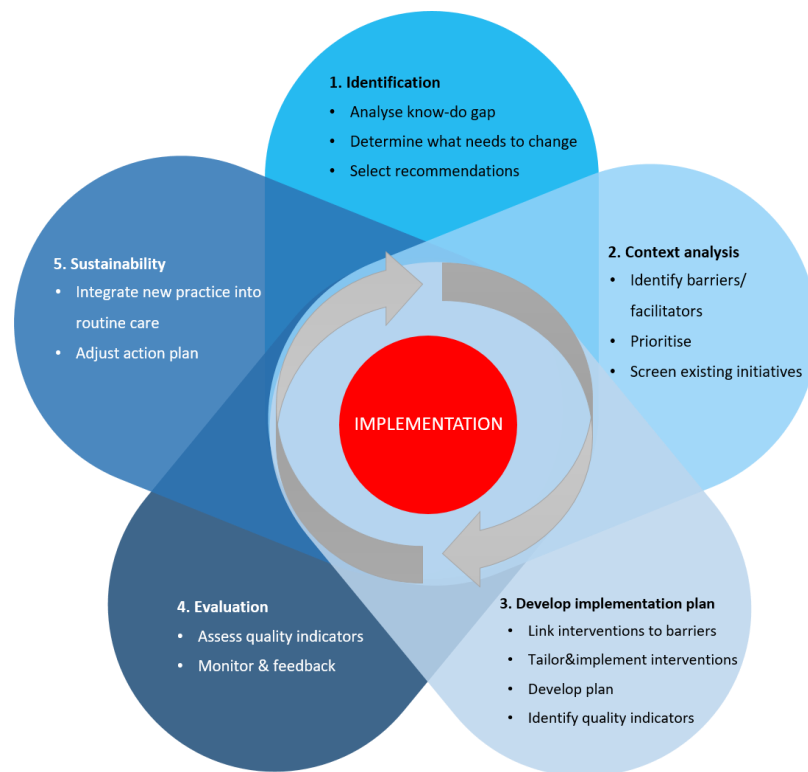 1. Identification
• Analyse know-do gap
• Determine what needs to change
• Select recommendations
2. Context analysis
• Identify barriers/
facilitators
• Prioritise
• Screen existing initiatives
3. Develop implementation plan
• Link interventions to barriers
• Tailor&implement interventions
• Develop plan
• Identify quality indicators
4. Evaluation
• Assess quality indicators
• Monitor & feedback
5. Sustainability
• Integrate new practice into
routine care
• Adjust action plan
IMPLEMENTATION